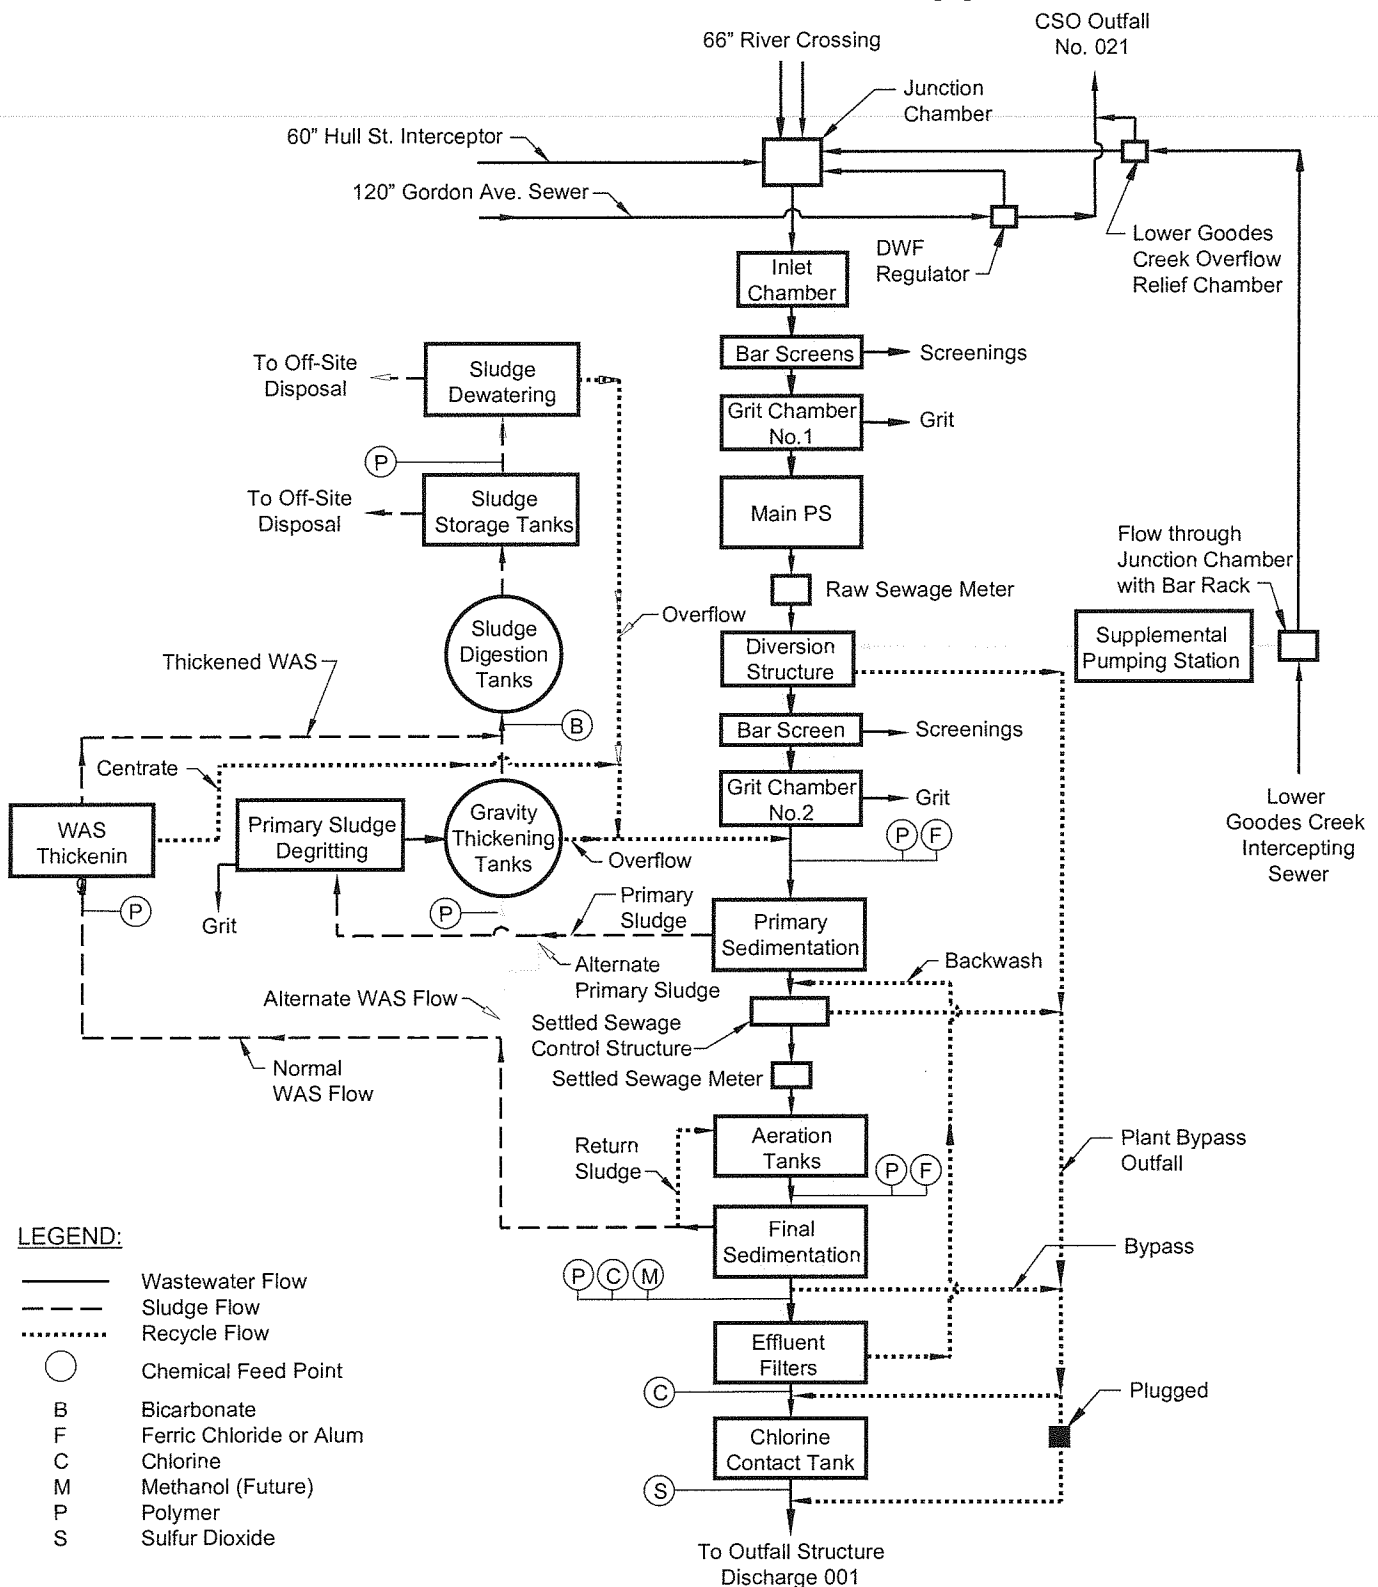 CSO Outfall
No. 021
66" River Crossing
Junction
Chamber
60" Hull St. Interceptor
120" Gordon Ave. Sewer
DWF
Regulator
Lower Goodes
Creek Overflow
Relief Chamber
Inlet
Chamber
Bar Screens
Screenings
Grit Chamber
No.1
Grit
Main PS
Raw Sewage Meter
Diversion
Structure
Bar Screen
Screenings
Grit Chamber
No.2
Grit
P
F
Flow through
Junction Chamber
with Bar Rack
Supplemental
Pumping Station
Lower
Goodes Creek
Intercepting
Sewer
To Off-Site
Disposal
Sludge
Dewatering
P
To Off-Site
Disposal
Sludge
Storage Tanks
Overflow
Sludge
Digestion
Tanks
Thickened WAS
B
Centrate
WAS
Thickenin
g
P
Primary Sludge
Degritting
Grit
Gravity
Thickening
Tanks
Overflow
P
Primary
Sludge
Alternate
Primary Sludge
Primary
Sedimentation
Backwash
Alternate WAS Flow
Normal
WAS Flow
Settled Sewage
Control Structure
Settled Sewage Meter
Aeration
Tanks
Return
Sludge
P
F
Plant Bypass
Outfall
Final
Sedimentation
P
C
M
Bypass
Effluent
Filters
C
Plugged
Chlorine
Contact Tank
S
To Outfall Structure
Discharge 001
LEGEND:
Wastewater Flow
Sludge Flow
Recycle Flow
Chemical Feed Point
B Bicarbonate
F Ferric Chloride or Alum
C Chlorine
M Methanol (Future)
P Polymer
S Sulfur Dioxide